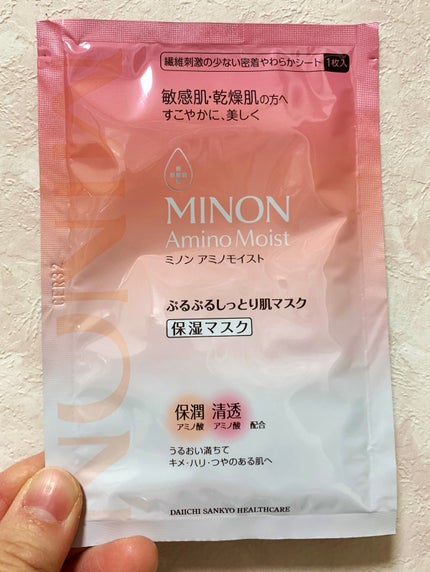 繊維刺激の少ない密着やわらかシート 1枚入
敏感肌・乾燥肌の方へ
すこやかに、美しく
MINON
Amino Moist
ミノン アミノモイスト
ぷるぷるしっとり肌マスク
保湿マスク
保潤 清透
アミノ酸 アミノ酸 配合
うるおい満ちて
キメ・ハリ・つやのある肌へ
DAIICHI SANKYO HEALTHCARE
MINON
CER32